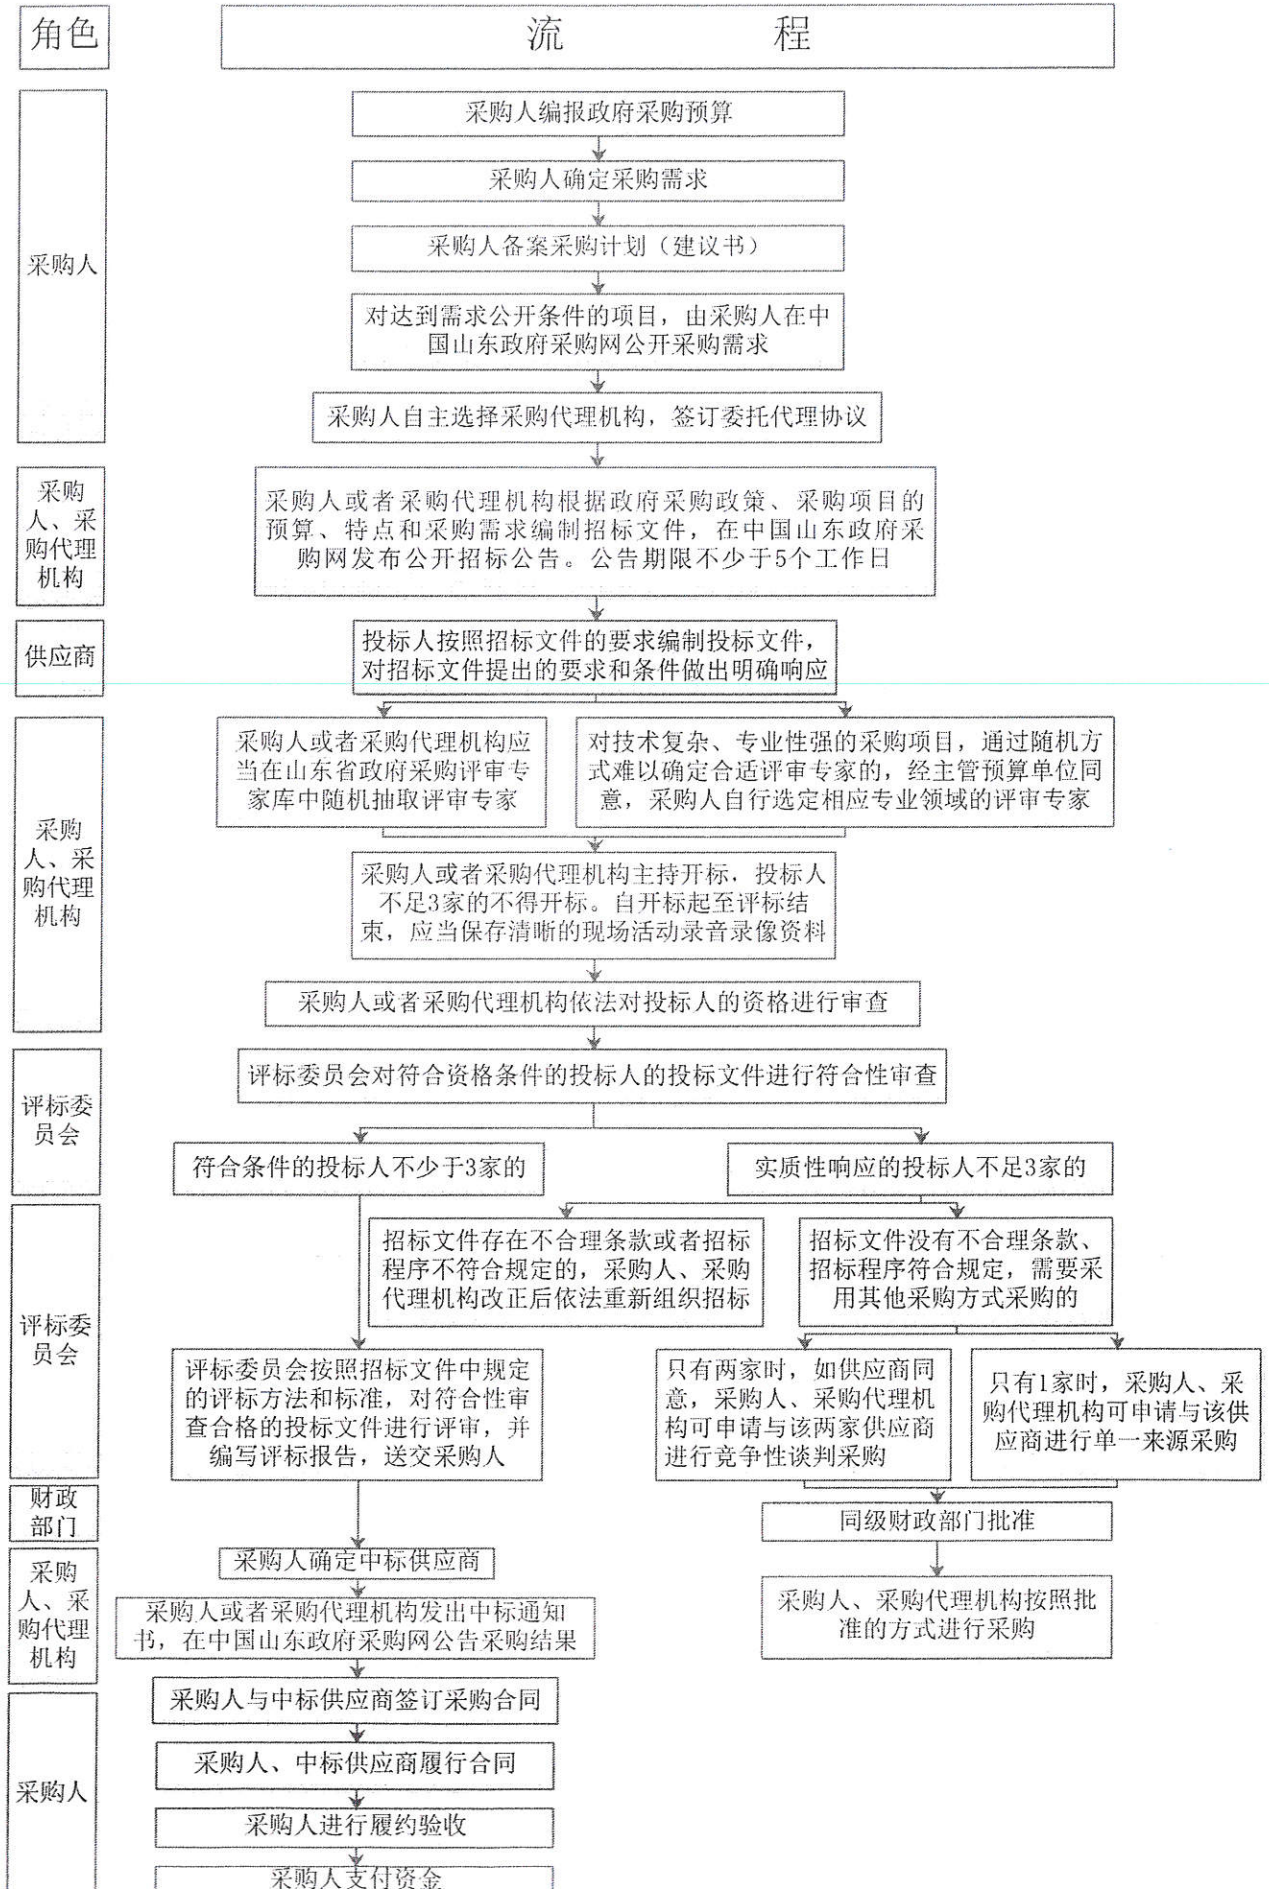 角色
流程
采购人
采购人编报政府采购预算
采购人确定采购需求
采购人备案采购计划（建议书）
对达到需求公开条件的项目，由采购人在中
国山东政府采购网公开采购需求
采购人自主选择采购代理机构，签订委托代理协议
采购
人、采
购代理
机构
采购人或者采购代理机构根据政府采购政策、采购项目的
预算、特点和采购需求编制招标文件，在中国山东政府采
购网发布公开招标公告。公告期限不少于5个工作日
供应商
投标人按照招标文件的要求编制投标文件，
对招标文件提出的要求和条件做出明确响应
采购
人、采
购代理
机构
采购人或者采购代理机构应
当在山东省政府采购评审专
家库中随机抽取评审专家
对技术复杂、专业性强的采购项目，通过随机方
式难以确定合适评审专家的，经主管预算单位同
意，采购人自行选定相应专业领域的评审专家
采购人或者采购代理机构主持开标，投标人
不足3家的不得开标。自开标起至评标结
束，应当保存清晰的现场活动录音录像资料
采购人或者采购代理机构依法对投标人的资格进行审查
评标委
员会
评标委员会对符合资格条件的投标人的投标文件进行符合性审查
符合条件的投标人不少于3家的
实质性响应的投标人不足3家的
评标委
员会
招标文件存在不合理条款或者招标
程序不符合规定的，采购人、采购
代理机构改正后依法重新组织招标
招标文件没有不合理条款、
招标程序符合规定，需要采
用其他采购方式采购的
评标委员会按照招标文件中规定
的评标方法和标准，对符合性审
查合格的投标文件进行评审，并
编写评标报告，送交采购人
只有两家时，如供应商同
意，采购人、采购代理机
构可申请与该两家供应商
进行竞争性谈判采购
只有1家时，采购人、采
购代理机构可申请与该供
应商进行单一来源采购
财政
部门
同级财政部门批准
采购
人、采
购代理
机构
采购人确定中标供应商
采购人或者采购代理机构发出中标通知
书，在中国山东政府采购网公告采购结果
采购人、采购代理机构按照批
准的方式进行采购
采购人
采购人与中标供应商签订采购合同
采购人、中标供应商履行合同
采购人进行履约验收
采购人支付资金